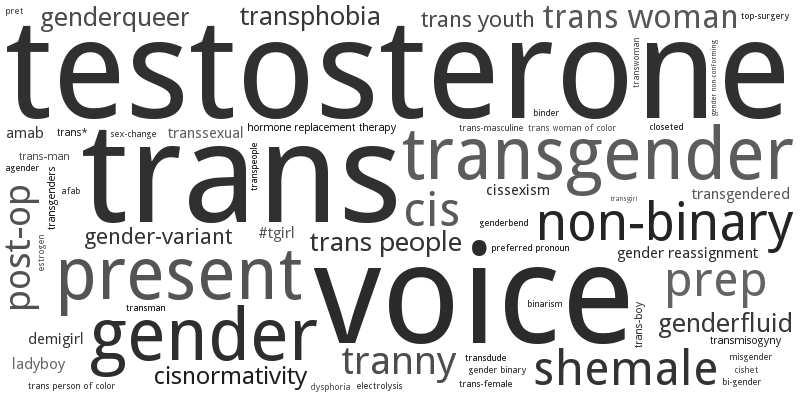 pret
genderqueer
transphobia
trans youth
trans woman
top-surgery
testosterone
transwoman
gender non-conforming
binder
amab
trans*
sex-change
transsexual
hormone replacement therapy
trans-masculine
trans woman of color
closeted
trans
transgender
trans-man
agender
transgenders
afab
transpeople
cissexism
transgirl
transgendered
cis
genderbend
non-binary
post-op
estrogen
gender-variant
#tgirl
trans people
preferred pronoun
gender reassignment
present
voice
prep
transman
binarism
trans-boy
genderfluid
demigirl
gender
transmisogyny
ladyboy
cisnormativity
tranny
transdude
gender binary
trans-female
shemale
misgender
cishet
bi-gender
trans person of color
dysphoria
electrolysis